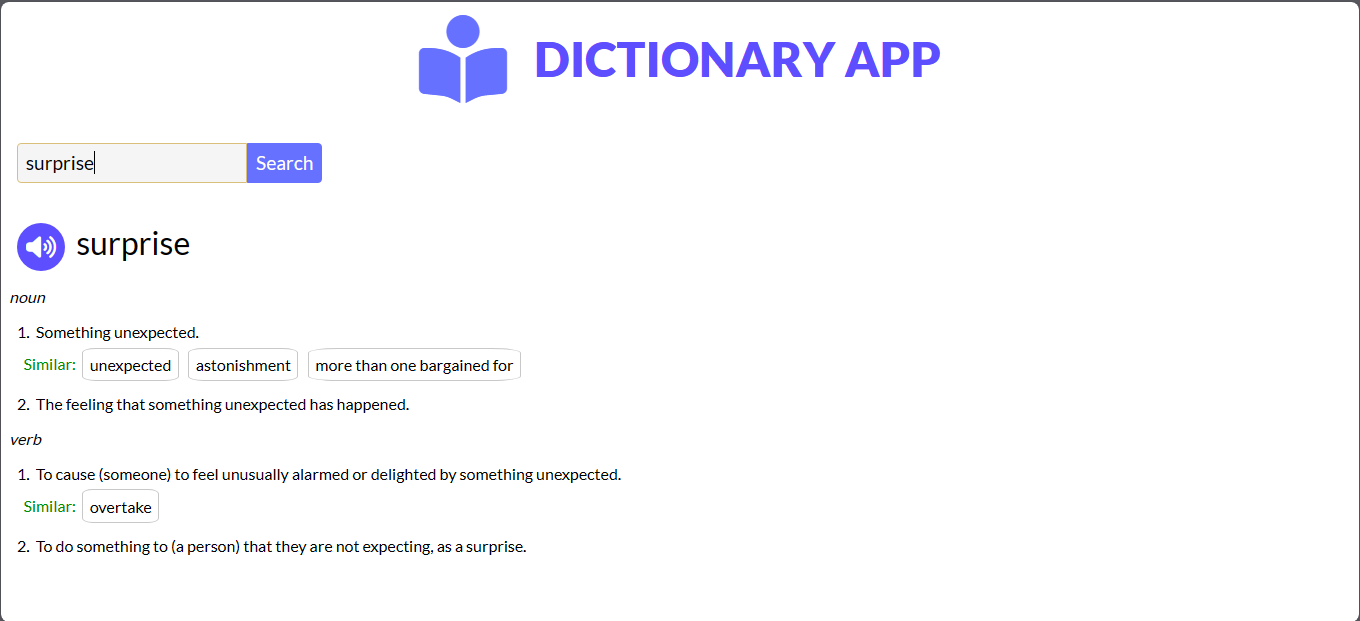 DICTIONARY APP
surprise Search
surprise
noun
1. Something unexpected.
Similar: unexpected astonishment more than one bargained for
2. The feeling that something unexpected has happened.
verb
1. To cause (someone) to feel unusually alarmed or delighted by something unexpected.
Similar: overtake
2. To do something to (a person) that they are not expecting, as a surprise.